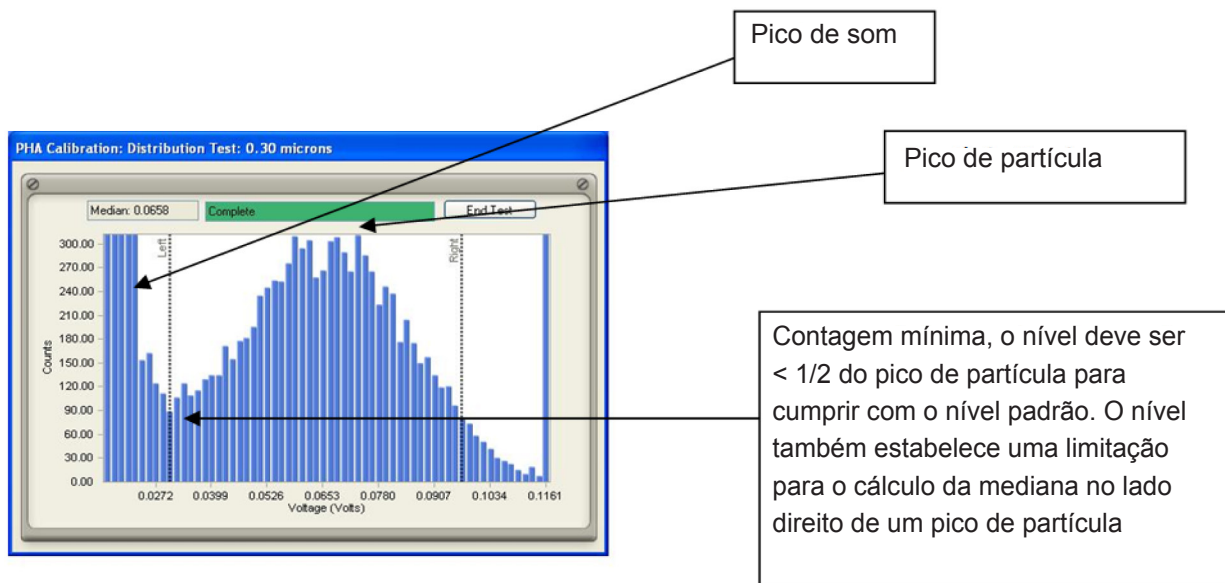 Pico de som
Pico de partícula
PHA Calibration: Distribution Test: 0.30 microns
Median: 0.0658
Complete
End Test
Left
Right
300.00
270.00
240.00
210.00
180.00
150.00
120.00
90.00
60.00
30.00
0.00
Counts
0.0272 0.0399 0.0526 0.0653 0.0780 0.0907 0.1034 0.1161
Voltage (Volts)
Contagem mínima, o nível deve ser
< 1/2 do pico de partícula para
cumprir com o nível padrão. O nível
também estabelece uma limitação
para o cálculo da mediana no lado
direito de um pico de partícula